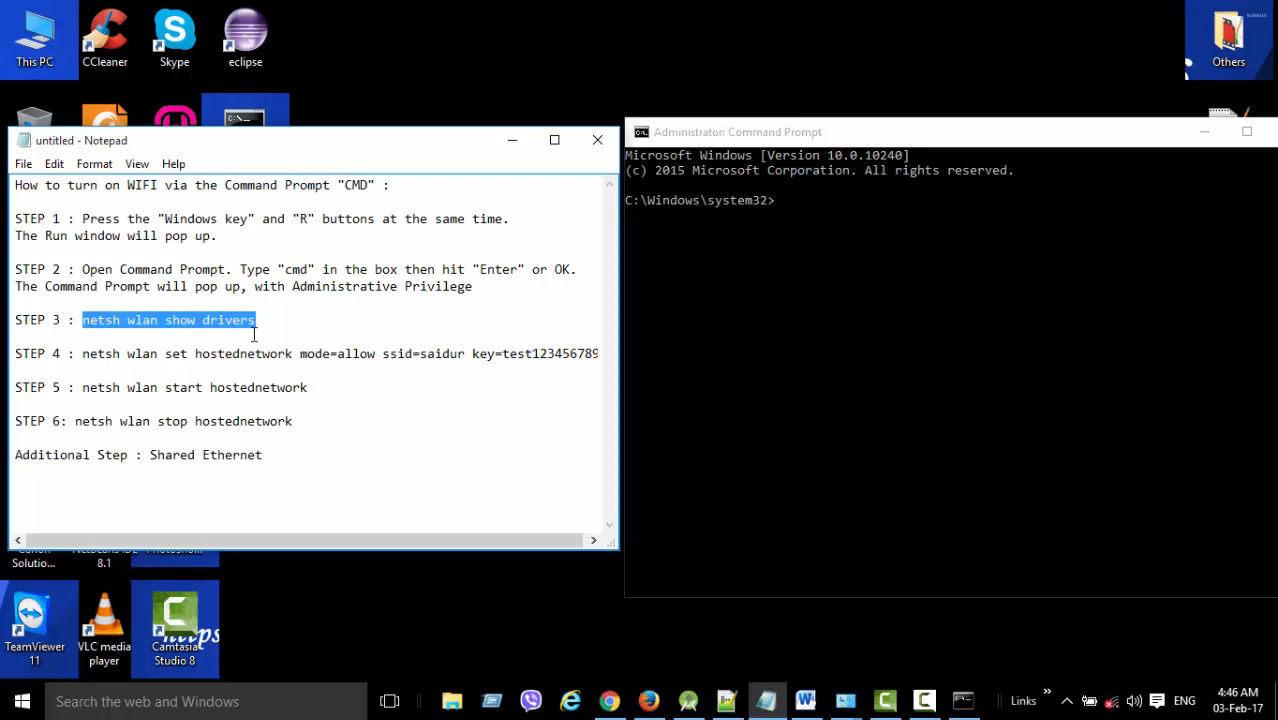 This PC
CCleaner
Skype
eclipse
Others
untitled - Notepad
File Edit Format View Help
How to turn on WIFI via the Command Prompt "CMD" :
STEP 1 : Press the "Windows key" and "R" buttons at the same time.
The Run window will pop up.
STEP 2 : Open Command Prompt. Type "cmd" in the box then hit "Enter" or OK.
The Command Prompt will pop up, with Administrative Privilege
STEP 3 : netsh wlan show drivers
STEP 4 : netsh wlan set hostednetwork mode=allow ssid=saidur key=test123456789
STEP 5 : netsh wlan start hostednetwork
STEP 6: netsh wlan stop hostednetwork
Additional Step : Shared Ethernet
Administrator: Command Prompt
Microsoft Windows [Version 10.0.10240]
(c) 2015 Microsoft Corporation. All rights reserved.
C:\Windows\system32>
Solutio...
8.1
TeamViewer
11
VLC media
player
Camtasia
Studio 8
Search the web and Windows
Links
ENG
4:46 AM
03-Feb-17